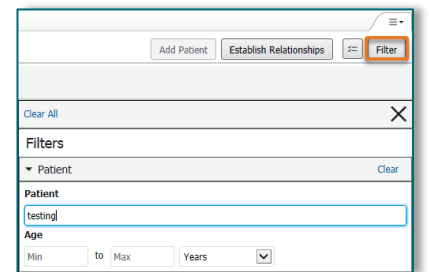 Add Patient Establish Relationships Filter
Clear All
Filters
Patient Clear
Patient
testing
Age
Min to Max Years